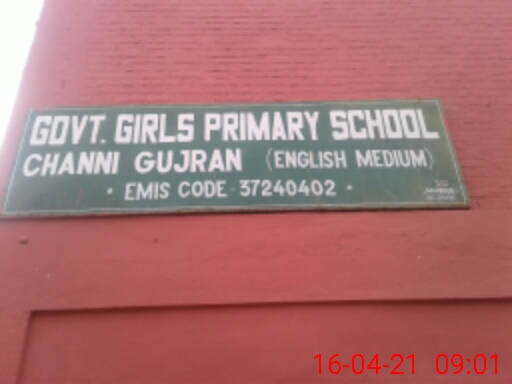 GOVT. GIRLS PRIMARY SCHOOL
CHANNI GUJRAN (ENGLISH MEDIUM)
· EMIS CODE - 37240402 ·
16-04-21 09:01